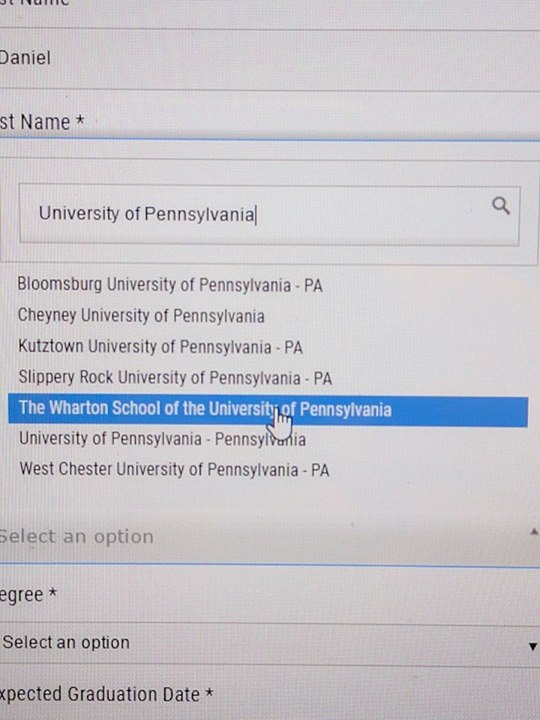 st Name
Daniel
st Name *
University of Pennsylvania
Bloomsburg University of Pennsylvania - PA
Cheyney University of Pennsylvania
Kutztown University of Pennsylvania - PA
Slippery Rock University of Pennsylvania - PA
The Wharton School of the University of Pennsylvania
University of Pennsylvania - Pennsylvania
West Chester University of Pennsylvania - PA
Select an option
egree *
Select an option
xpected Graduation Date *